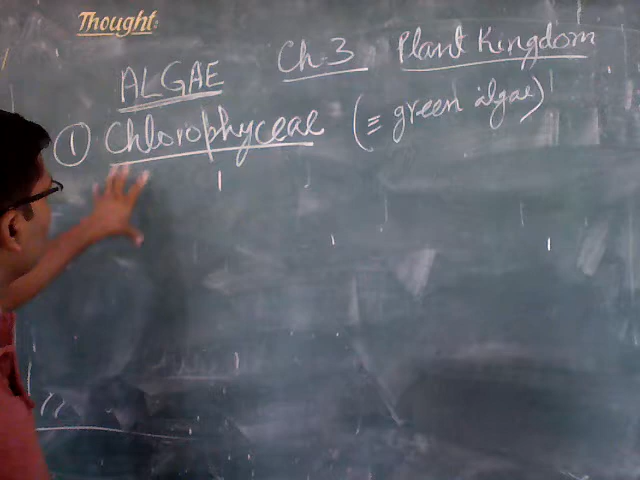 Thought:
Ch-3 Plant Kingdom
ALGAE
① Chlorophyceae (≡ green algae)